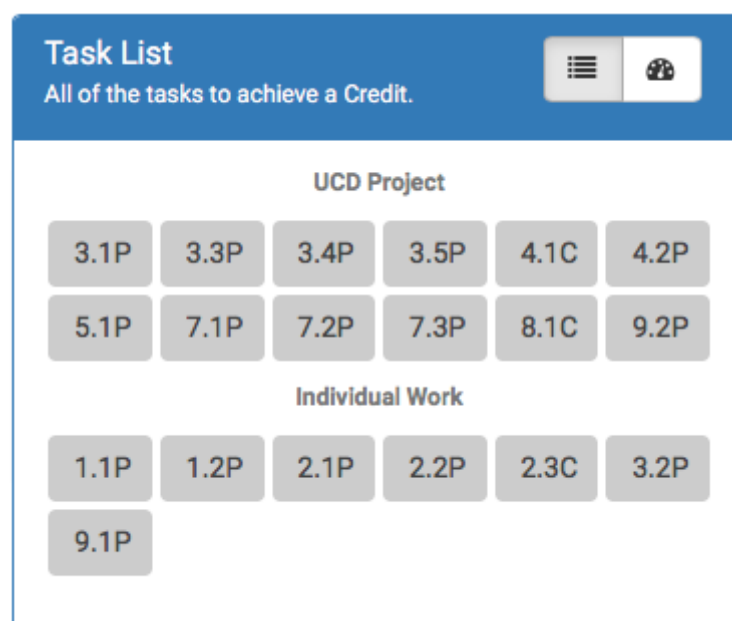 Task List
All of the tasks to achieve a Credit.
UCD Project
3.1P 3.3P 3.4P 3.5P 4.1C 4.2P
5.1P 7.1P 7.2P 7.3P 8.1C 9.2P
Individual Work
1.1P 1.2P 2.1P 2.2P 2.3C 3.2P
9.1P